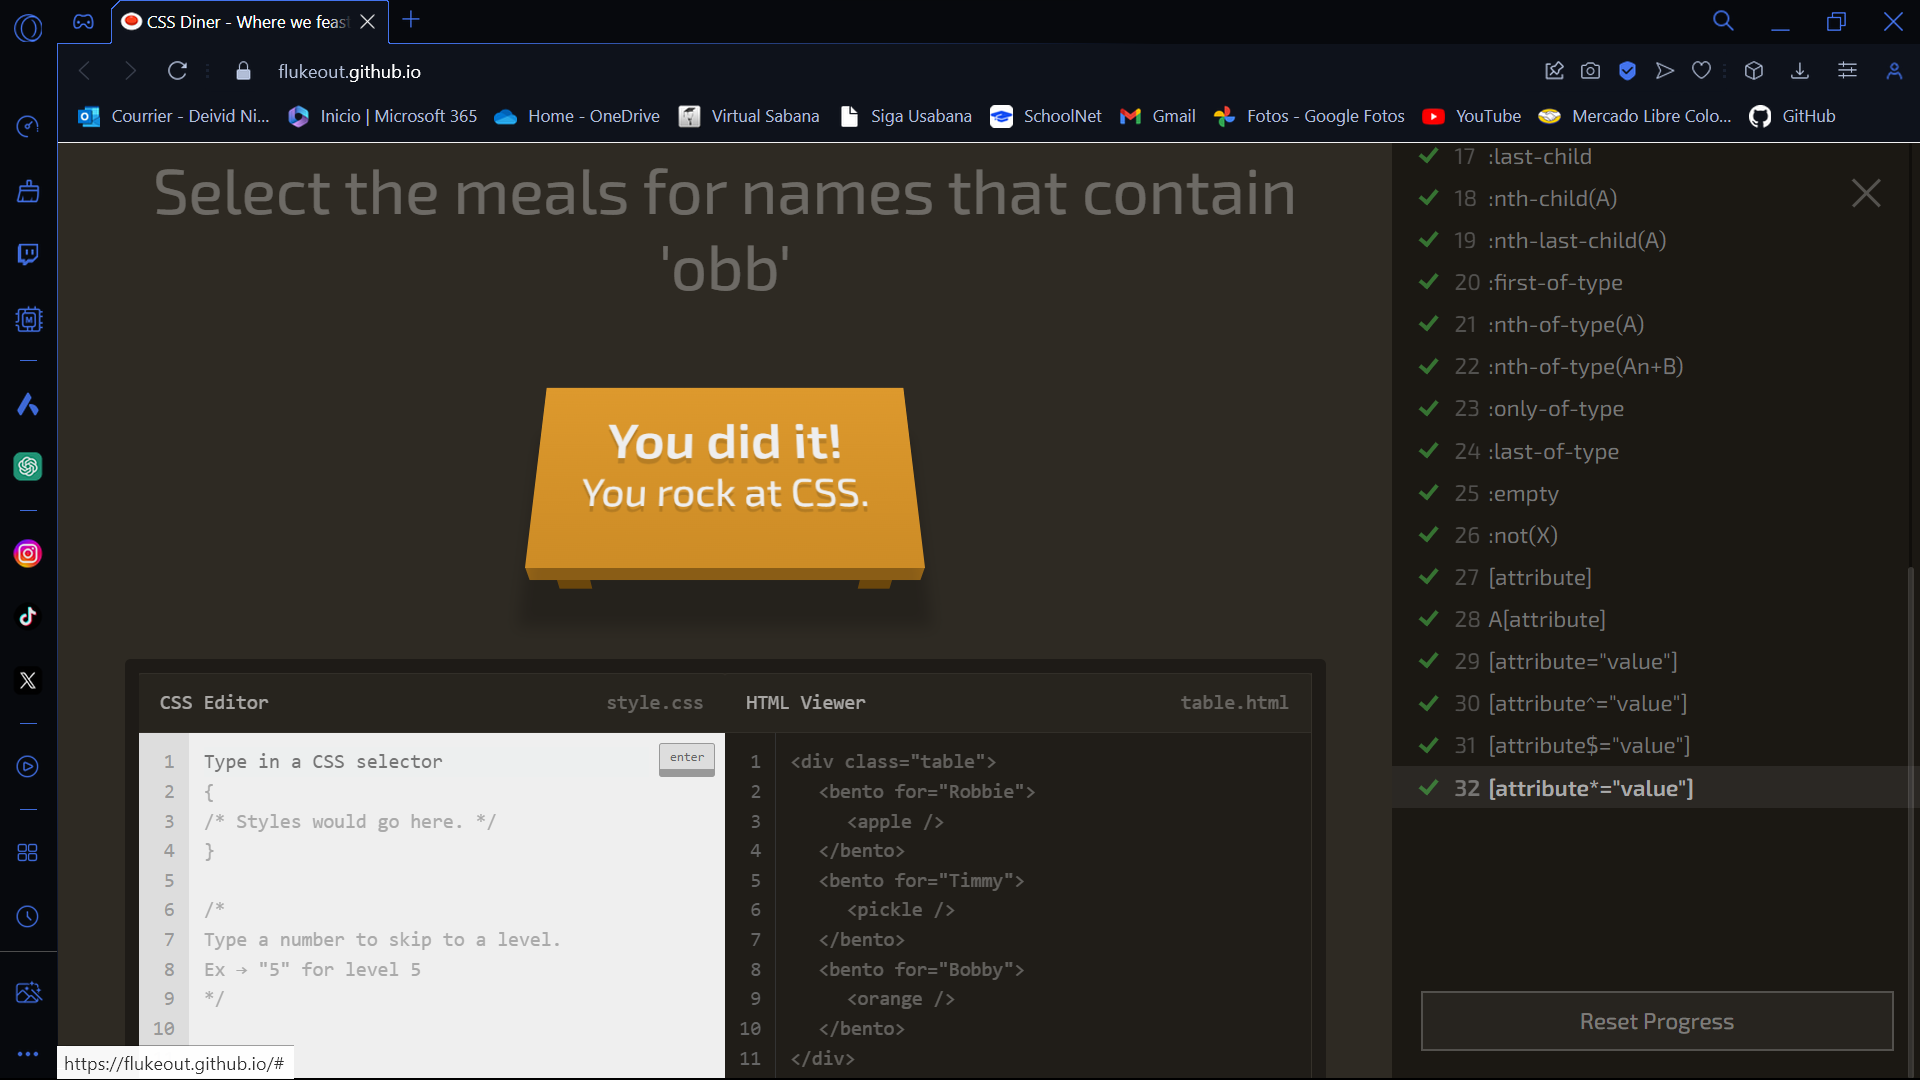 CSS Diner - Where we feast
flukeout.github.io
Courrier - Deivid Ni...
Inicio | Microsoft 365
Home - OneDrive
Virtual Sabana
Siga Usabana
SchoolNet
Gmail
Fotos - Google Fotos
YouTube
Mercado Libre Colo...
GitHub
Select the meals for names that contain
'obb'
You did it!
You rock at CSS.
CSS Editor
style.css
1 Type in a CSS selector
enter
2 {
3 /* Styles would go here. */
4 }
5
6 /*
7 Type a number to skip to a level.
8 Ex → "5" for level 5
9 */
10
HTML Viewer
table.html
1 <div class="table">
2 <bento for="Robbie">
3 <apple />
4 </bento>
5 <bento for="Timmy">
6 <pickle />
7 </bento>
8 <bento for="Bobby">
9 <orange />
10 </bento>
11 </div>
17 :last-child
18 :nth-child(A)
19 :nth-last-child(A)
20 :first-of-type
21 :nth-of-type(A)
22 :nth-of-type(An+B)
23 :only-of-type
24 :last-of-type
25 :empty
26 :not(X)
27 [attribute]
28 A[attribute]
29 [attribute="value"]
30 [attribute^="value"]
31 [attribute$="value"]
32 [attribute*="value"]
Reset Progress
https://flukeout.github.io/#